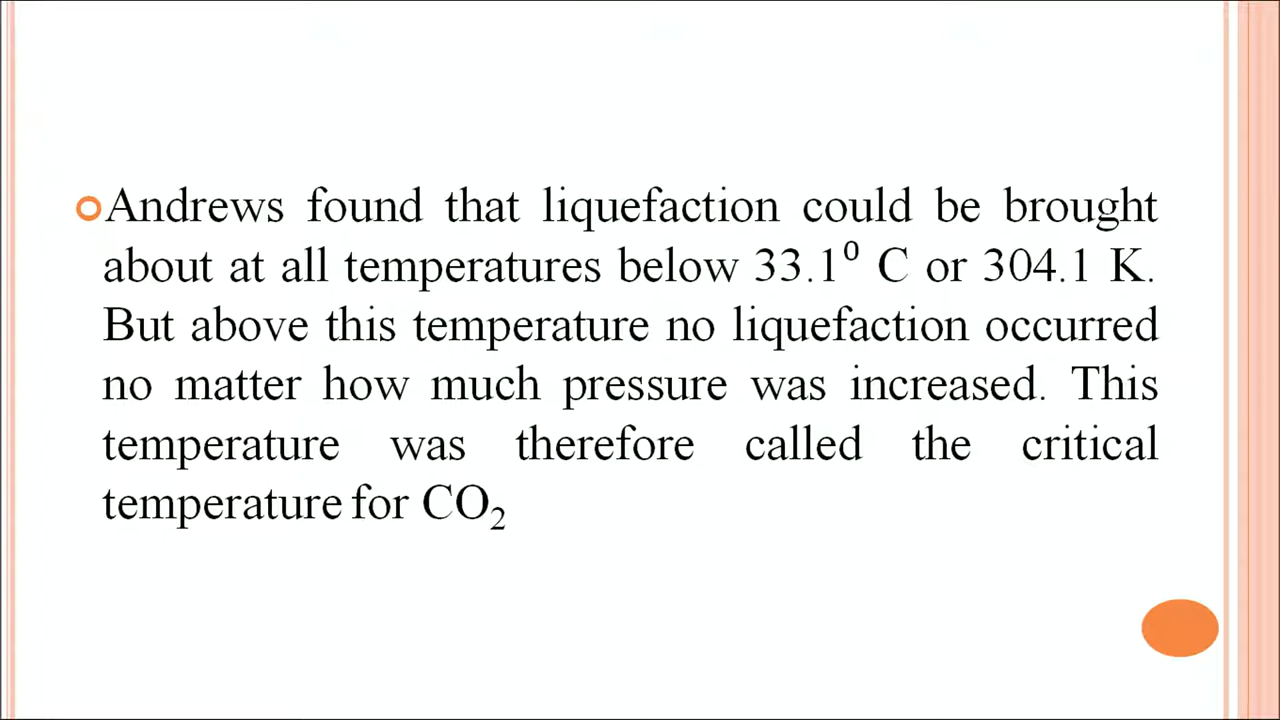 Andrews found that liquefaction could be brought
about at all temperatures below 33.1⁰ C or 304.1 K.
But above this temperature no liquefaction occurred
no matter how much pressure was increased. This
temperature was therefore called the critical
temperature for CO₂